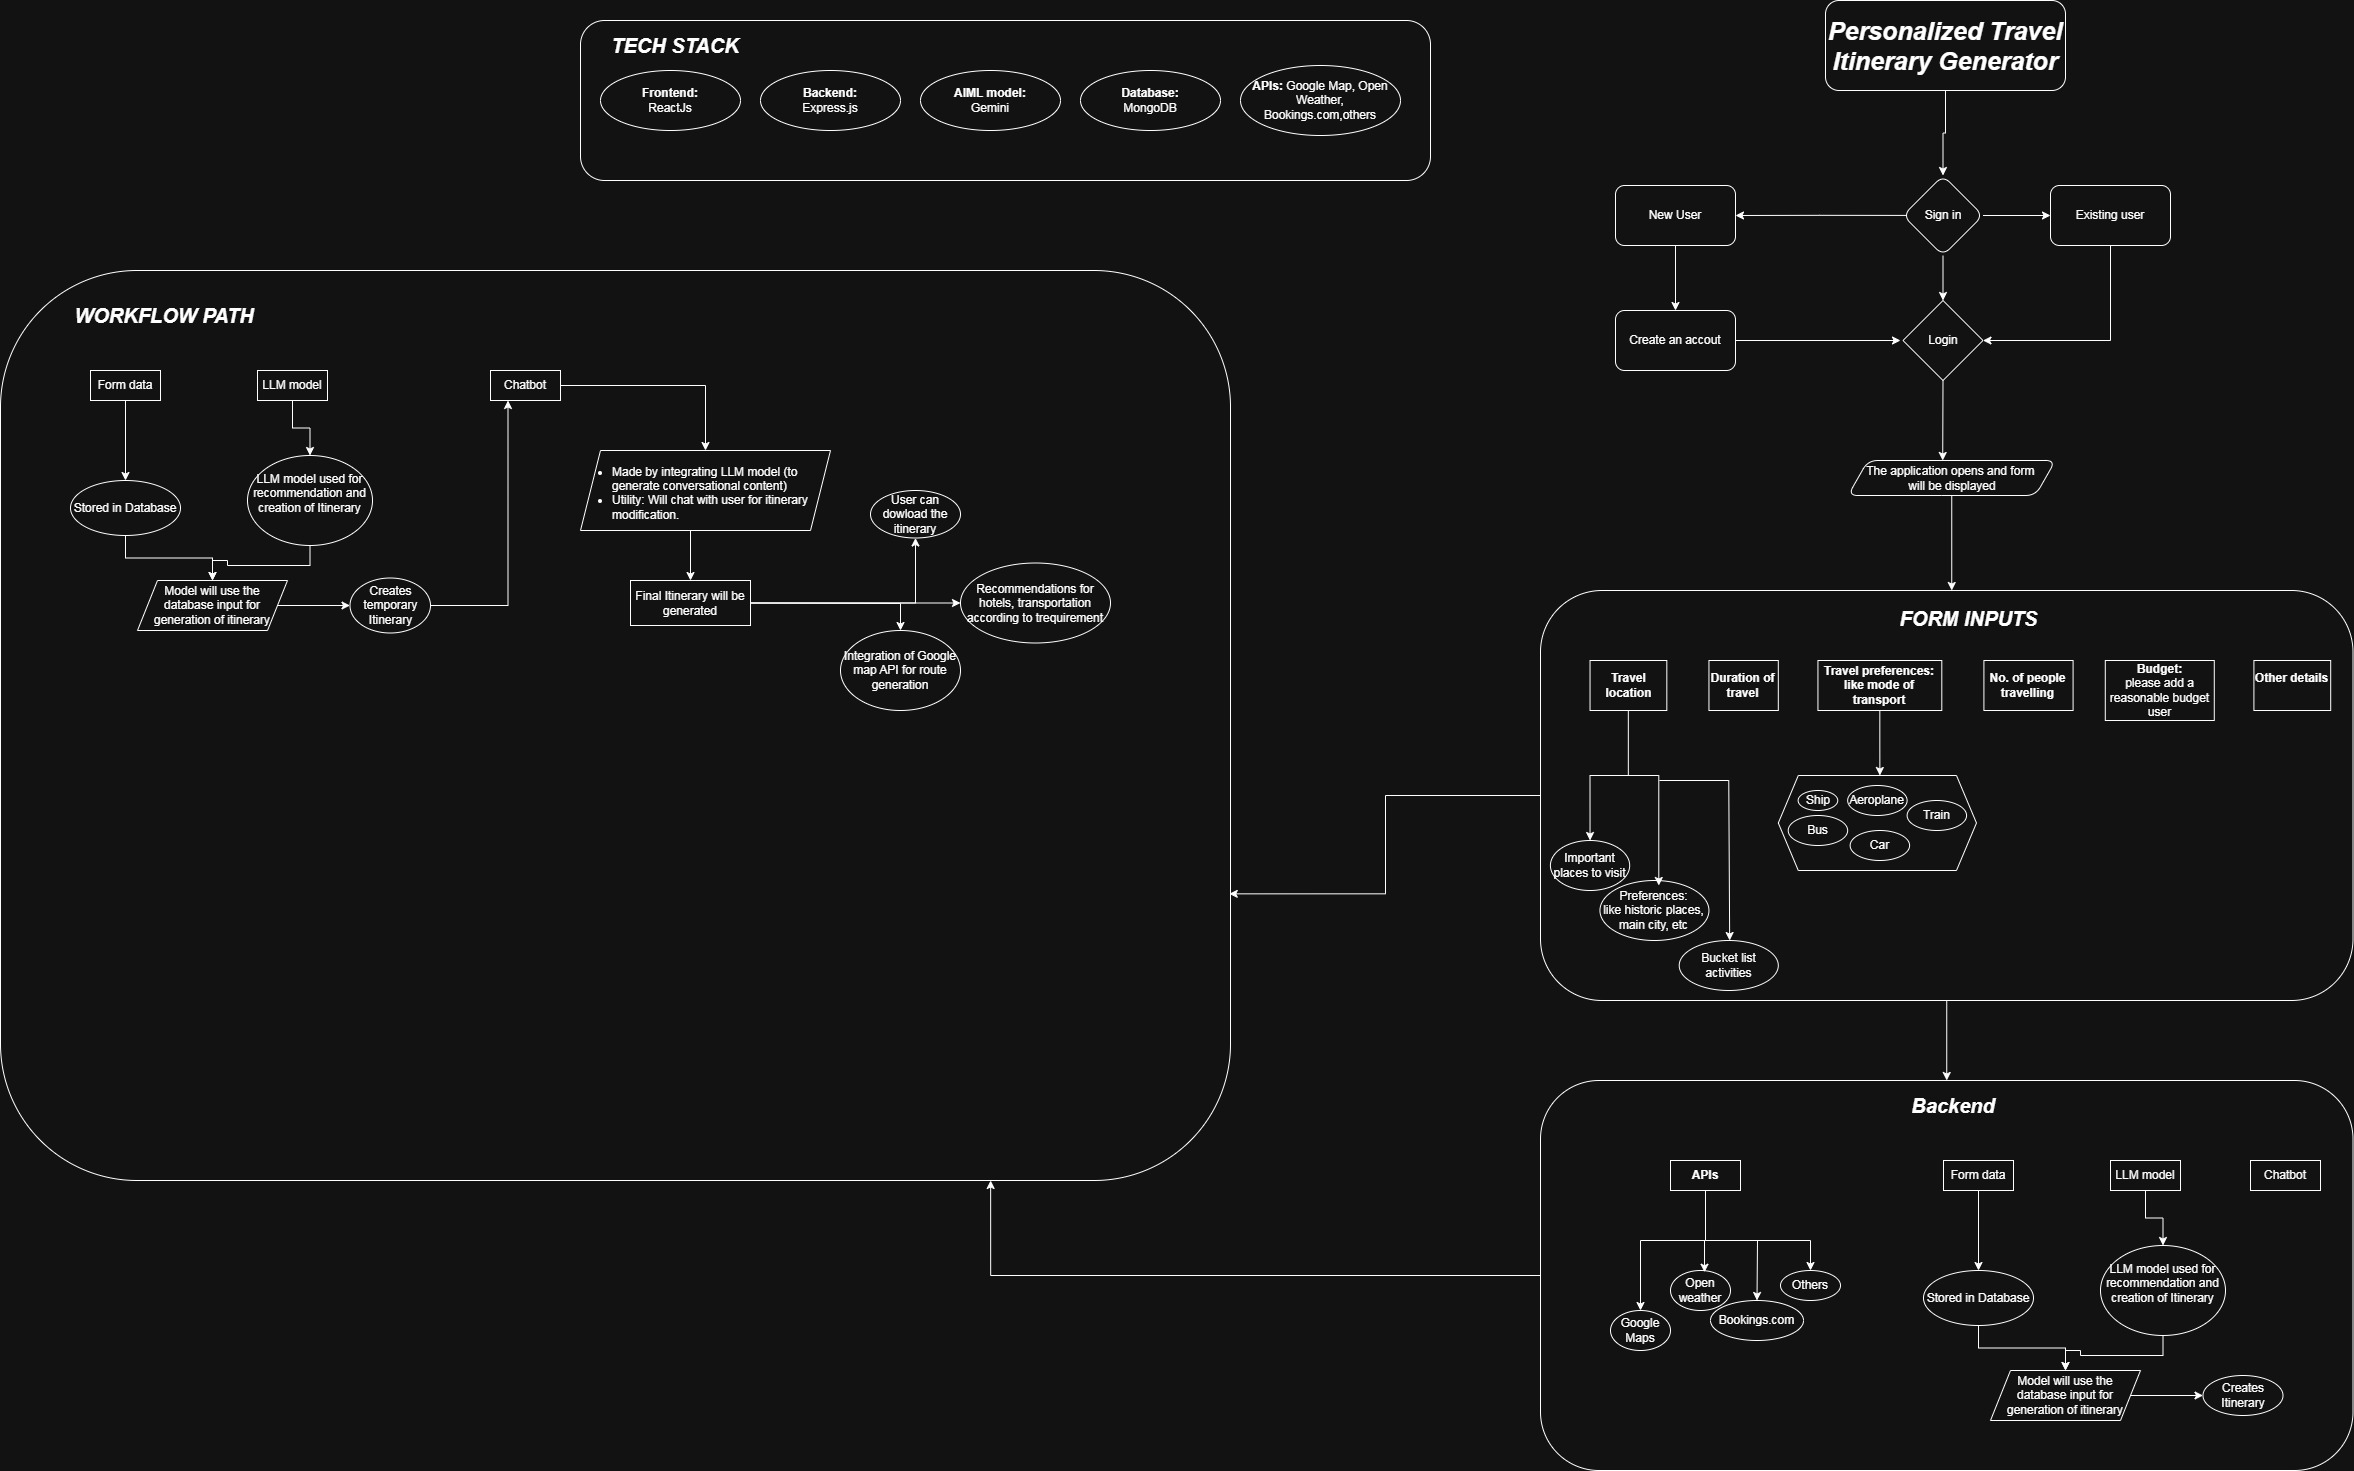 TECH STACK
Frontend:
ReactJs
Backend:
Express.js
AIML model:
Gemini
Database:
MongoDB
APIs: Google Map, Open
Weather,
Bookings.com,others
Personalized Travel
Itinerary Generator
Sign in
New User
Existing user
Create an accout
Login
The application opens and form
will be displayed
WORKFLOW PATH
Form data
LLM model
Chatbot
Stored in Database
LLM model used for
recommendation and
creation of Itinerary
Model will use the
database input for
generation of itinerary
Creates
temporary
Itinerary
• Made by integrating LLM model (to
generate conversational content)
• Utility: Will chat with user for itinerary
modification.
Final Itinerary will be
generated
User can
dowload the
itinerary
Recommendations for
hotels, transportation
according to trequirement
Integration of Google
map API for route
generation
FORM INPUTS
Travel
location
Duration of
travel
Travel preferences:
like mode of
transport
No. of people
travelling
Budget:
please add a
reasonable budget
user
Other details
Ship
Aeroplane
Train
Bus
Car
Important
places to visit
Preferences:
like historic places,
main city, etc
Bucket list
activities
Backend
APIs
Form data
LLM model
Chatbot
Google
Maps
Open
weather
Bookings.com
Others
Stored in Database
LLM model used for
recommendation and
creation of Itinerary
Model will use the
database input for
generation of itinerary
Creates
Itinerary